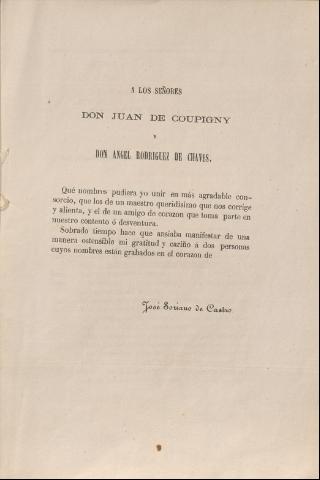 A LOS SEÑORES
DON JUAN DE COUPIGNY
Y
DON ANGEL RODRIGUEZ DE CHAVES.
Qué nombres pudiera yo unir en más agradable con-
sorcio, que los de un maestro queridísimo que nos corrige
y alienta, y el de un amigo de corazon que toma parte en
nuestro contento ó desventura.
Sobrado tiempo hace que ansiaba manifestar de una
manera ostensible mi gratitud y cariño á dos personas
cuyos nombres están grabados en el corazon de
José Soriano de Castro